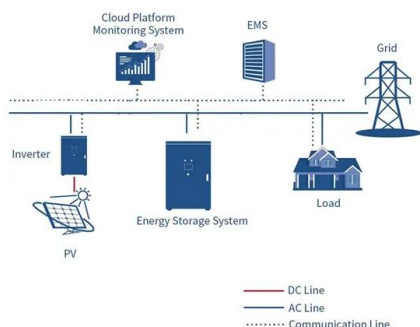 Cloud Platform
Monitoring System
EMS
Grid
Inverter
Energy Storage System
Load
PV
DC Line
AC Line
Communication Line